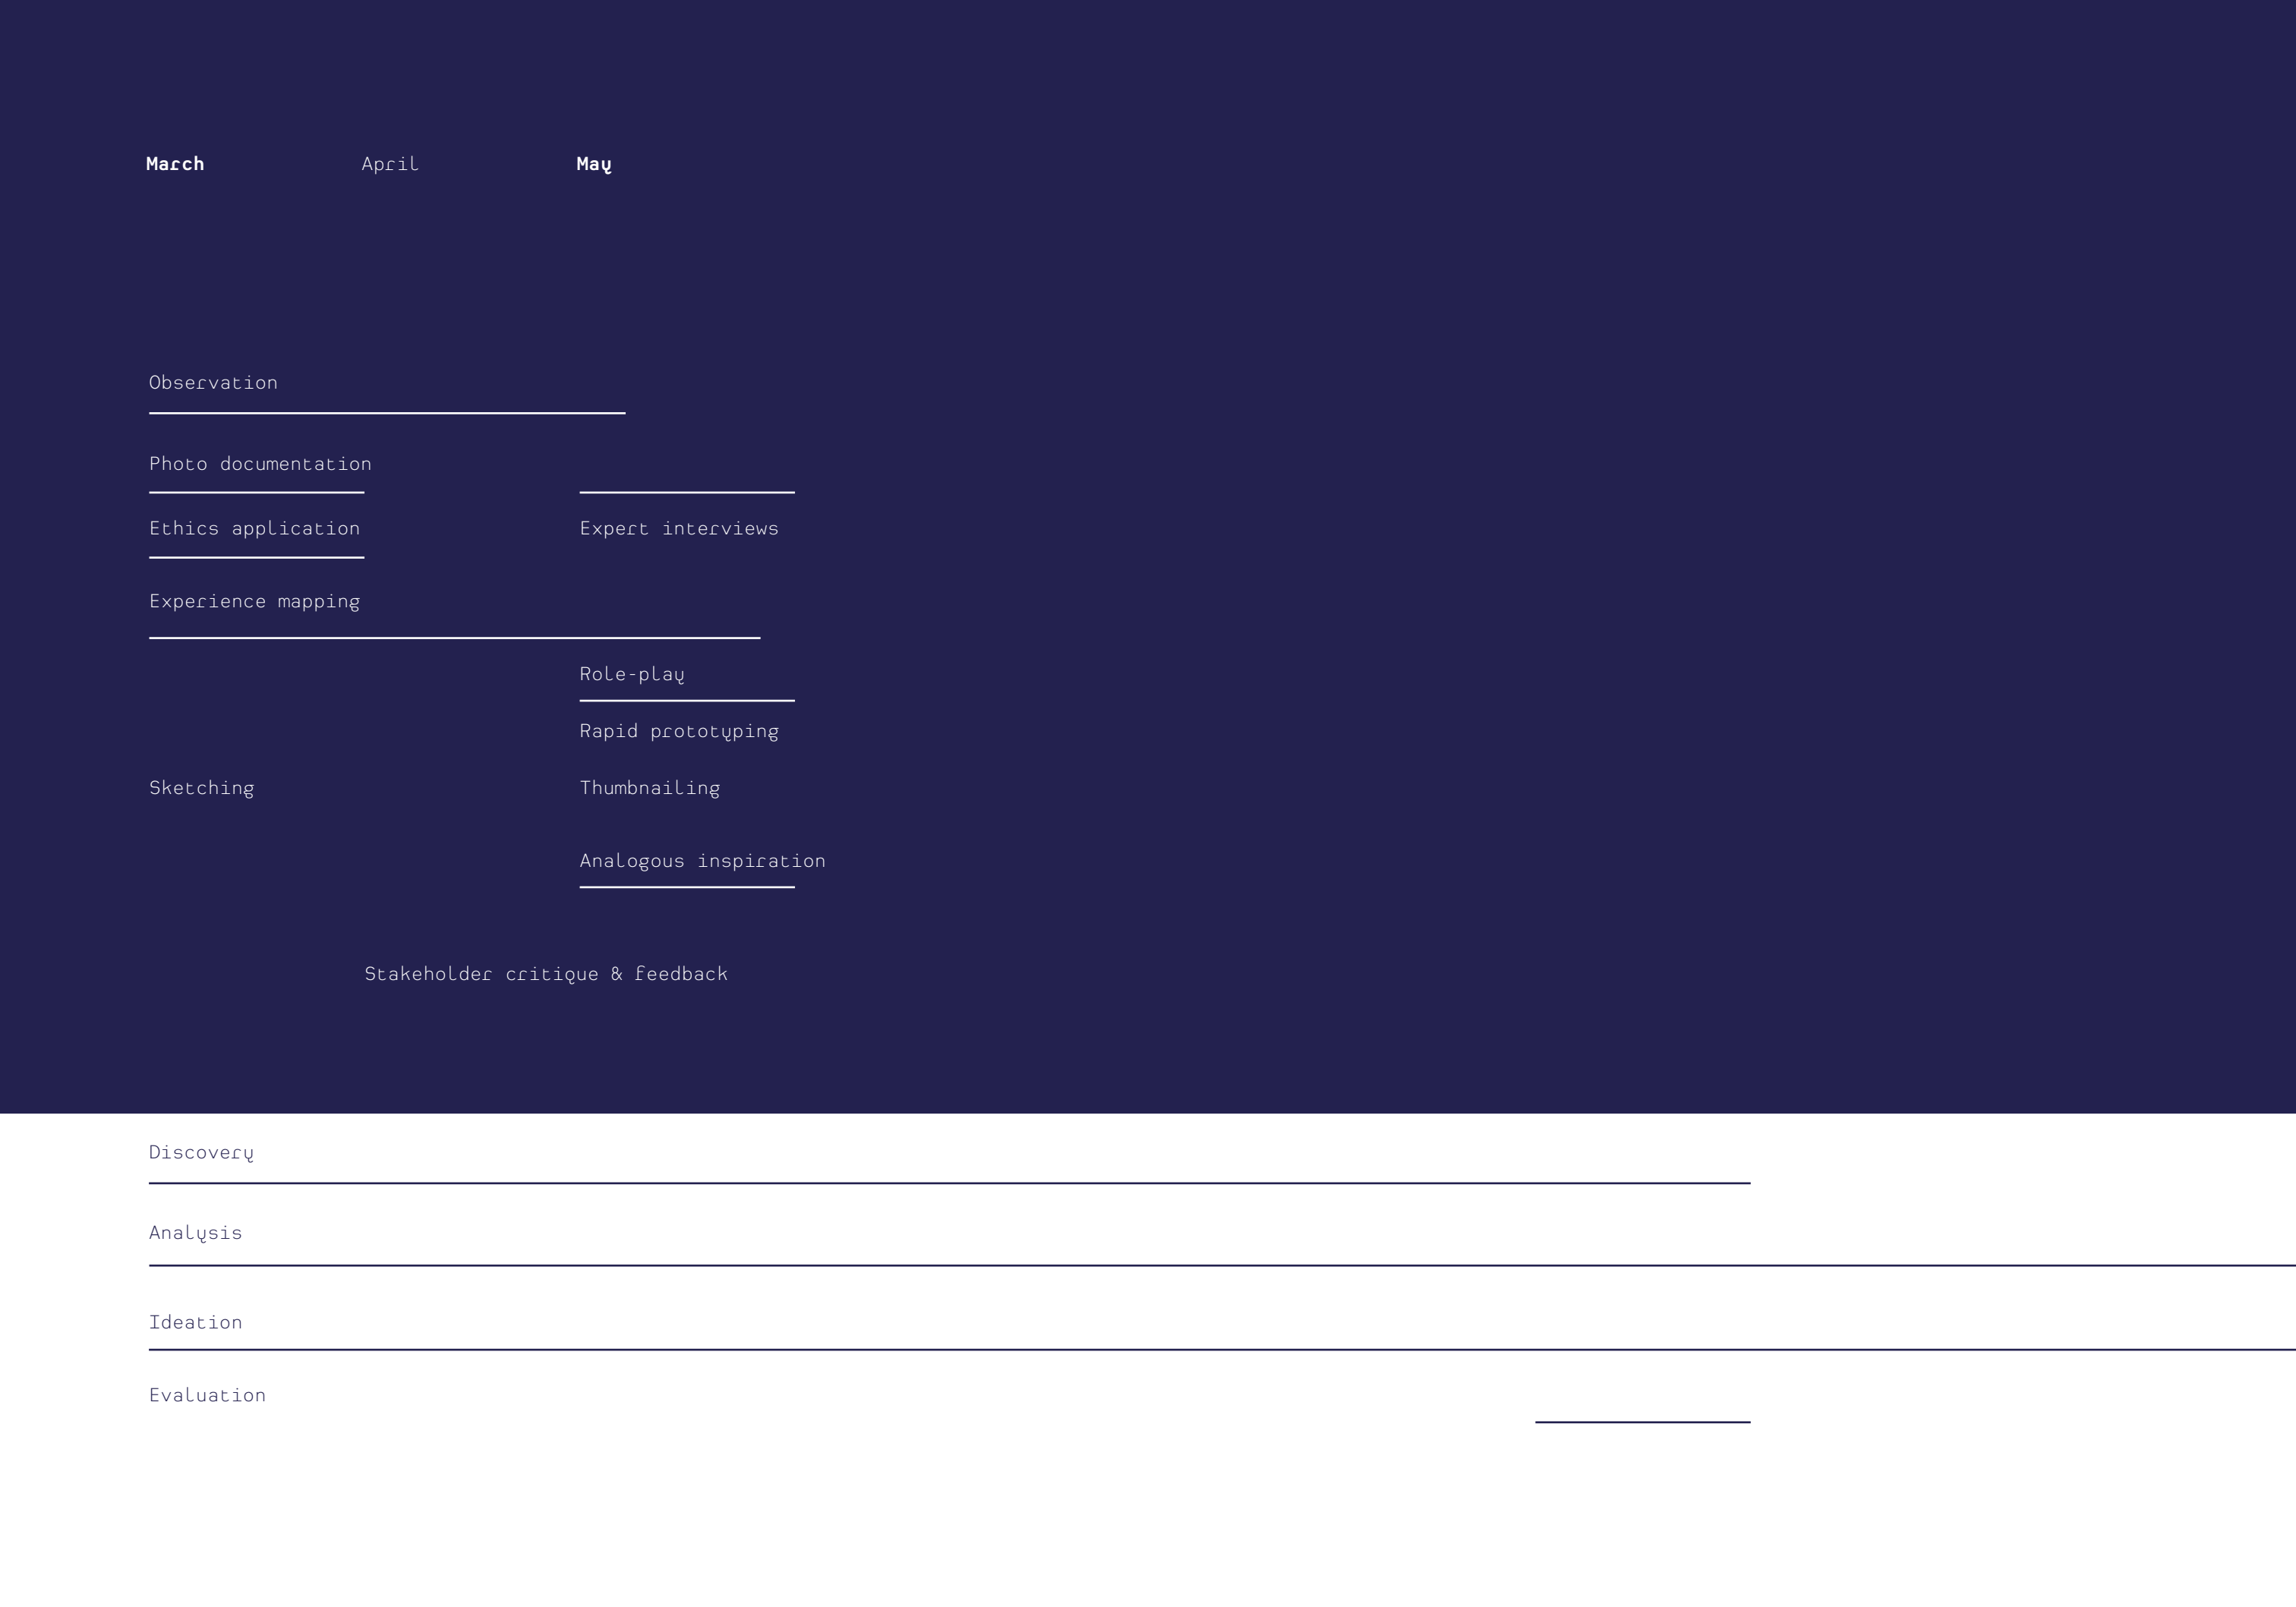 March April May
Observation
Photo documentation
Ethics application Expert interviews
Experience mapping
Role-play
Rapid prototyping
Sketching Thumbnailing
Analogous inspiration
Stakeholder critique & feedback
Discovery
Analysis
Ideation
Evaluation